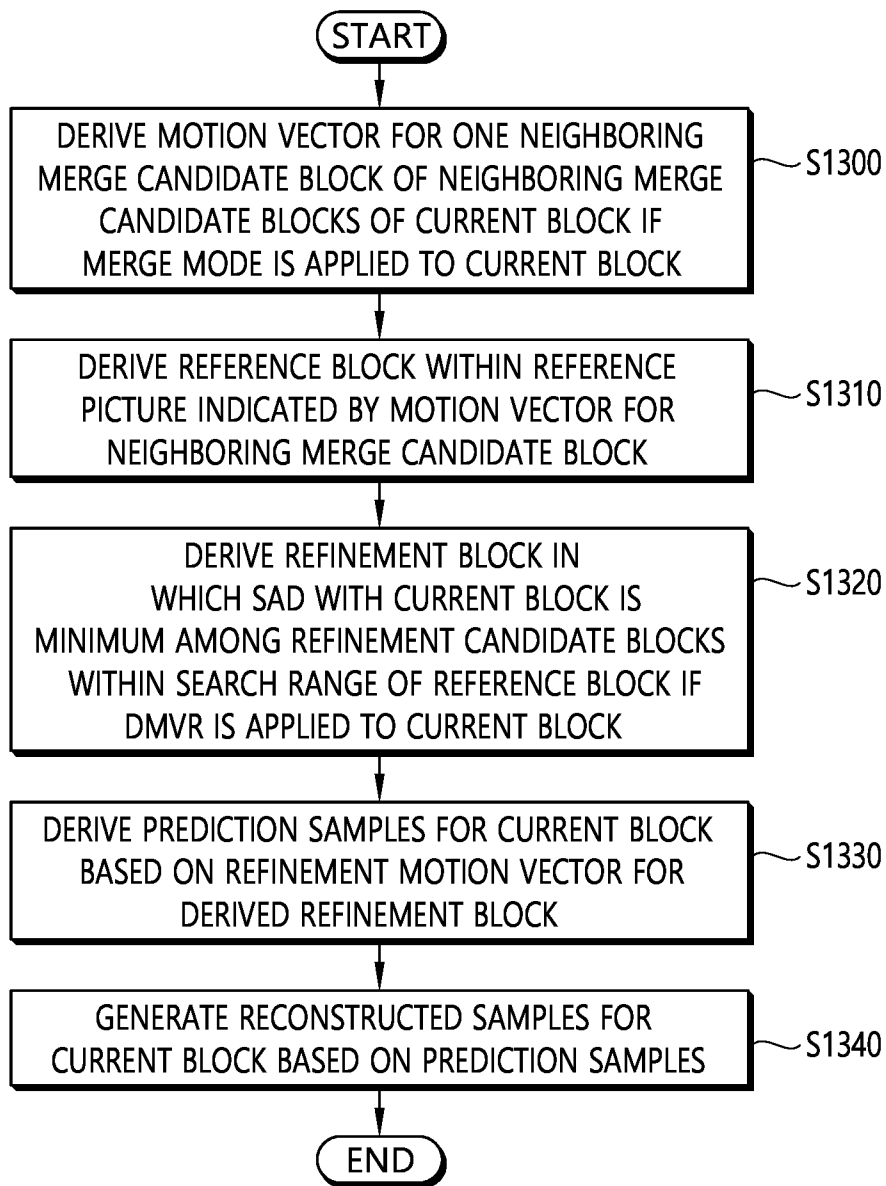 START
DERIVE MOTION VECTOR FOR ONE NEIGHBORING
MERGE CANDIDATE BLOCK OF NEIGHBORING MERGE
CANDIDATE BLOCKS OF CURRENT BLOCK IF
MERGE MODE IS APPLIED TO CURRENT BLOCK
S1300
DERIVE REFERENCE BLOCK WITHIN REFERENCE
PICTURE INDICATED BY MOTION VECTOR FOR
NEIGHBORING MERGE CANDIDATE BLOCK
S1310
DERIVE REFINEMENT BLOCK IN
WHICH SAD WITH CURRENT BLOCK IS
MINIMUM AMONG REFINEMENT CANDIDATE BLOCKS
WITHIN SEARCH RANGE OF REFERENCE BLOCK IF
DMVR IS APPLIED TO CURRENT BLOCK
S1320
DERIVE PREDICTION SAMPLES FOR CURRENT BLOCK
BASED ON REFINEMENT MOTION VECTOR FOR
DERIVED REFINEMENT BLOCK
S1330
GENERATE RECONSTRUCTED SAMPLES FOR
CURRENT BLOCK BASED ON PREDICTION SAMPLES
S1340
END